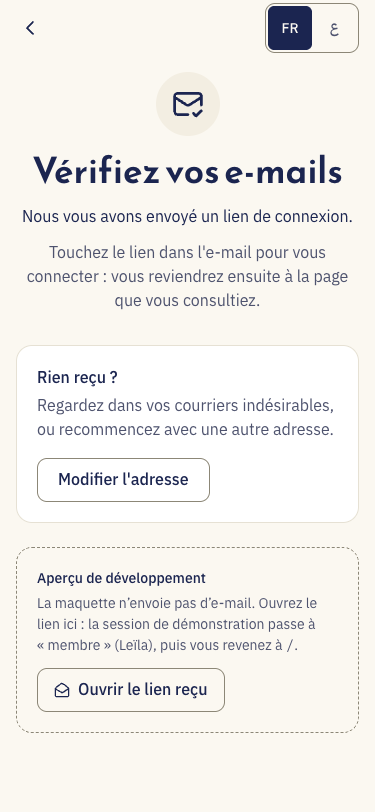 FR
ع
Vérifiez vos e-mails
Nous vous avons envoyé un lien de connexion.
Touchez le lien dans l'e-mail pour vous
connecter : vous reviendrez ensuite à la page
que vous consultiez.
Rien reçu ?
Regardez dans vos courriers indésirables,
ou recommencez avec une autre adresse.
Modifier l'adresse
Aperçu de développement
La maquette n’envoie pas d’e-mail. Ouvrez le
lien ici : la session de démonstration passe à
« membre » (Leïla), puis vous revenez à /.
Ouvrir le lien reçu